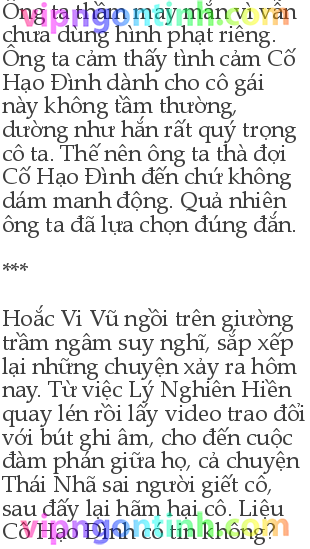 Ông ta thầm may mắn vì vẫn
chưa dùng hình phạt riêng.
Ông ta cảm thấy tình cảm Cố
Hạo Đình dành cho cô gái
này không tầm thường,
dường như hắn rất quý trọng
cô ta. Thế nên ông ta thà đợi
Cố Hạo Đình đến chứ không
dám manh động. Quả nhiên
ông ta đã lựa chọn đúng đắn.
***
Hoắc Vi Vũ ngồi trên giường
trầm ngâm suy nghĩ, sắp xếp
lại những chuyện xảy ra hôm
nay. Từ việc Lý Nghiên Hiền
quay lén rồi lấy video trao đổi
với bút ghi âm, cho đến cuộc
đàm phán giữa họ, cả chuyện
Thái Nhã sai người giết cô,
sau đấy lại hãm hại cô. Liệu
Cố Hạo Đình có tin không?
vipngontinh.com
vipngontinh.com